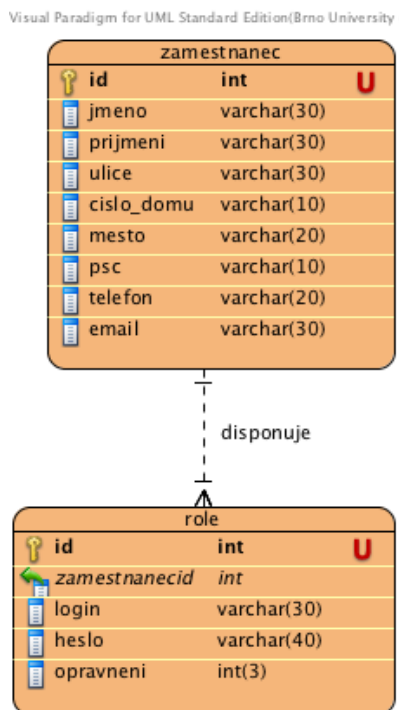 Visual Paradigm for UML Standard Edition(Brno University
zamestnanec
id int U
jmeno varchar(30)
prijmeni varchar(30)
ulice varchar(30)
cislo_domu varchar(10)
mesto varchar(20)
psc varchar(10)
telefon varchar(20)
email varchar(30)
disponuje
role
id int U
zamestnanecid int
login varchar(30)
heslo varchar(40)
opravneni int(3)